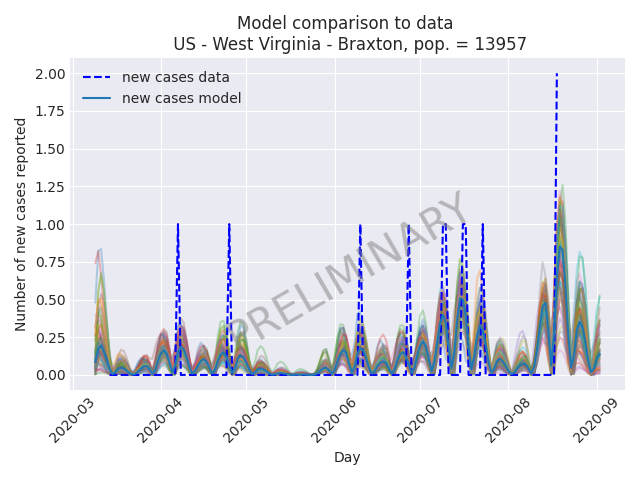 Model comparison to data
US - West Virginia - Braxton, pop. = 13957
new cases data
new cases model
PRELIMINARY
Number of new cases reported
2.00
1.75
1.50
1.25
1.00
0.75
0.50
0.25
0.00
2020-03
2020-04
2020-05
2020-06
2020-07
2020-08
2020-09
Day